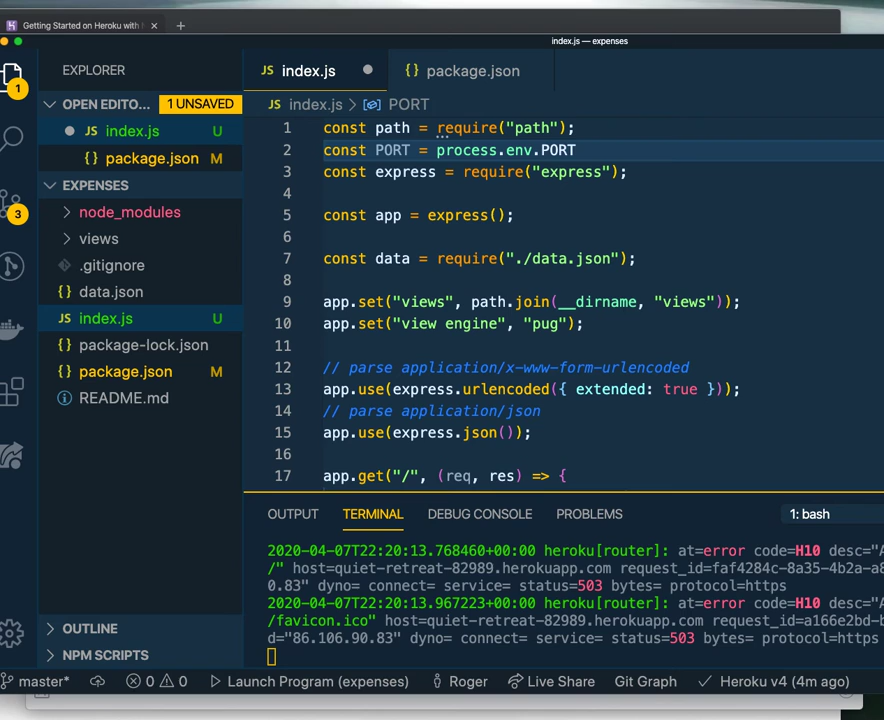 Getting Started on Heroku with
index.js — expenses
EXPLORER
JS index.js
{} package.json
OPEN EDITO...
1 UNSAVED
JS index.js > PORT
JS index.js U
{} package.json M
EXPENSES
node_modules
views
.gitignore
{} data.json
JS index.js U
{} package-lock.json
{} package.json M
README.md
OUTLINE
NPM SCRIPTS
1
3
1 const path = require("path");
2 const PORT = process.env.PORT
3 const express = require("express");
4
5 const app = express();
6
7 const data = require("./data.json");
8
9 app.set("views", path.join(__dirname, "views"));
10 app.set("view engine", "pug");
11
12 // parse application/x-www-form-urlencoded
13 app.use(express.urlencoded({ extended: true }));
14 // parse application/json
15 app.use(express.json());
16
17 app.get("/", (req, res) => {
OUTPUT TERMINAL DEBUG CONSOLE PROBLEMS 1: bash
2020-04-07T22:20:13.768460+00:00 heroku[router]: at=error code=H10 desc="A
/" host=quiet-retreat-82989.herokuapp.com request_id=faf4284c-8a35-4b2a-a8
0.83" dyno= connect= service= status=503 bytes= protocol=https
2020-04-07T22:20:13.967223+00:00 heroku[router]: at=error code=H10 desc="A
/favicon.ico" host=quiet-retreat-82989.herokuapp.com request_id=a166e2bd-b
d="86.106.90.83" dyno= connect= service= status=503 bytes= protocol=https
master* 0 0 Launch Program (expenses) Roger Live Share Git Graph Heroku v4 (4m ago)